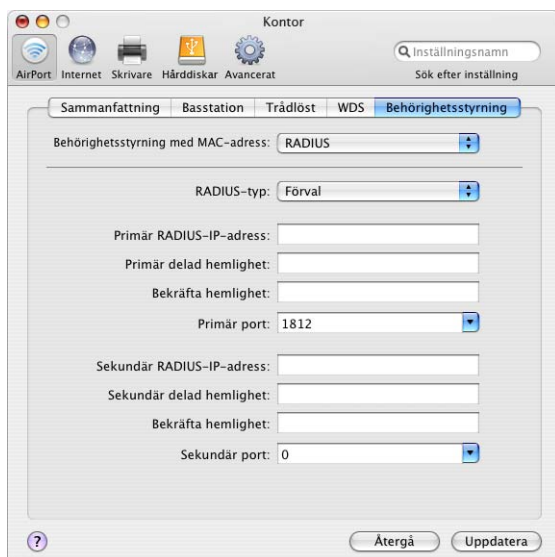 Kontor
AirPort Internet Skrivare Hårddiskar Avancerat
Inställningsnamn
Sök efter inställning
Sammanfattning Basstation Trådlöst WDS Behörighetsstyrning
Behörighetsstyrning med MAC-adress: RADIUS
RADIUS-typ: Förval
Primär RADIUS-IP-adress:
Primär delad hemlighet:
Bekräfta hemlighet:
Primär port: 1812
Sekundär RADIUS-IP-adress:
Sekundär delad hemlighet:
Bekräfta hemlighet:
Sekundär port: 0
? Återgå Uppdatera